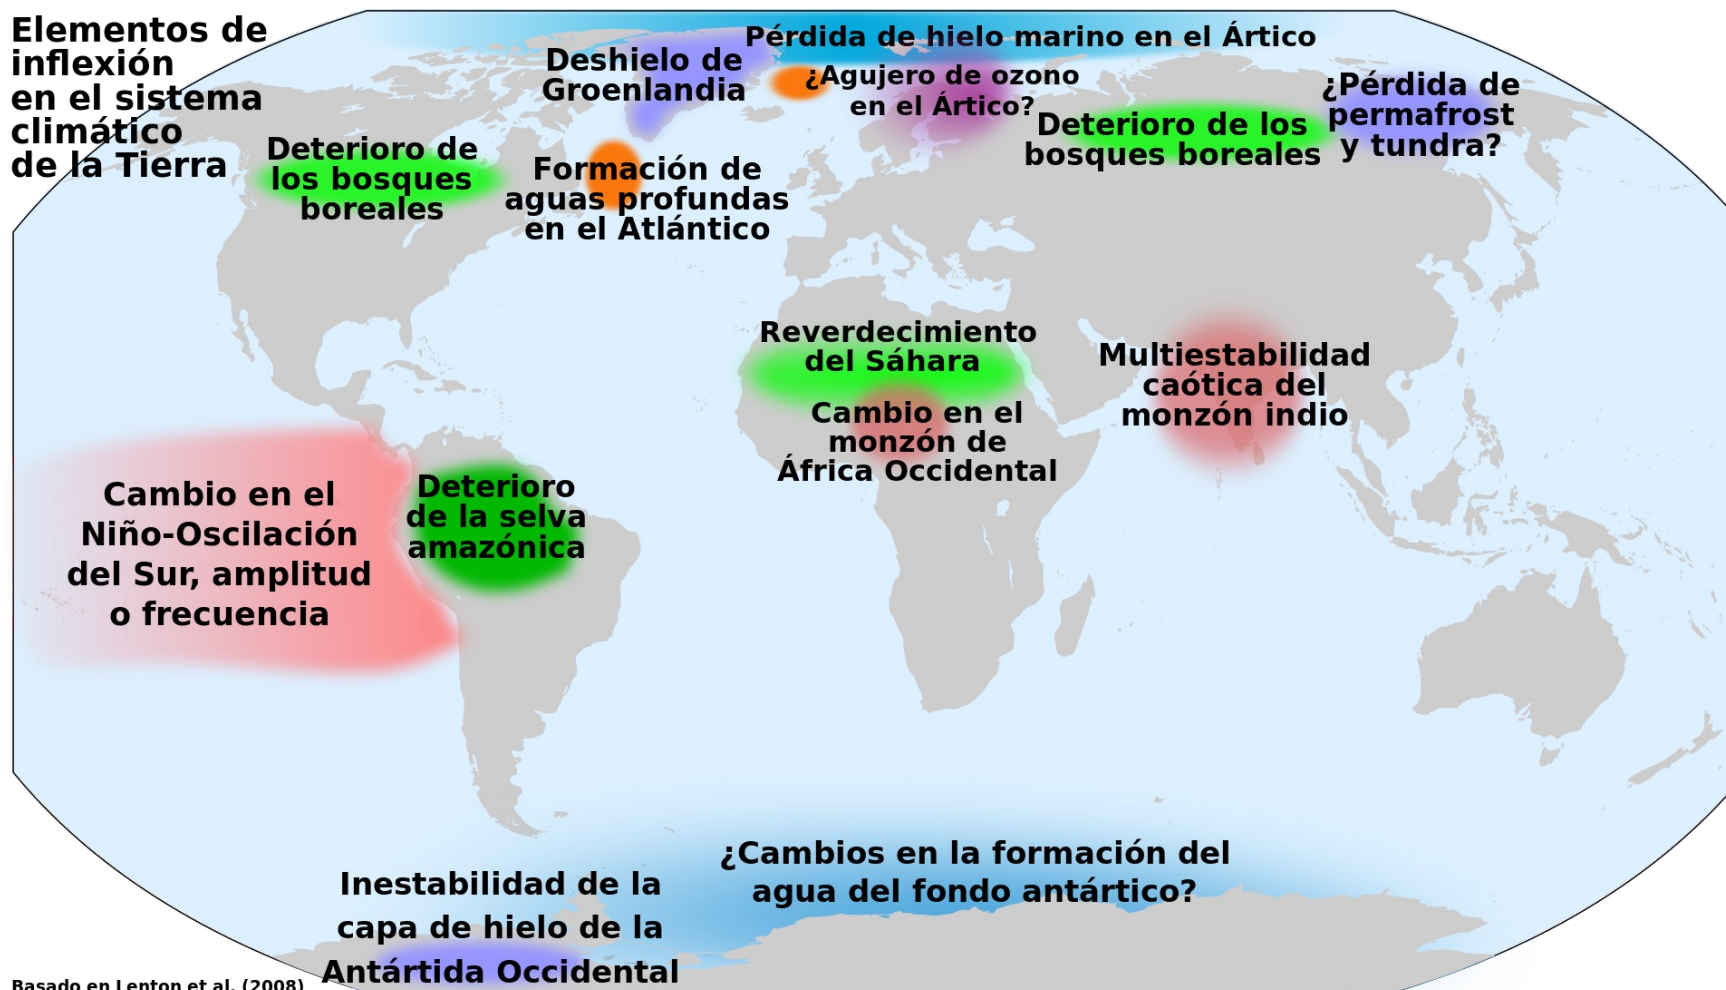 Elementos de
inflexión
en el sistema
climático
de la Tierra
Pérdida de hielo marino en el Ártico
Deshielo de
Groenlandia
¿Agujero de ozono
en el Ártico?
¿Pérdida de
permafrost
y tundra?
Deterioro de los
bosques boreales
Deterioro de
los bosques
boreales
Formación de
aguas profundas
en el Atlántico
Reverdecimiento
del Sáhara
Multiestabilidad
caótica del
monzón indio
Cambio en el
monzón de
África Occidental
Cambio en el
Niño-Oscilación
del Sur, amplitud
o frecuencia
Deterioro
de la selva
amazónica
¿Cambios en la formación del
agua del fondo antártico?
Inestabilidad de la
capa de hielo de la
Antártida Occidental
Basado en Lenton et al. (2008)